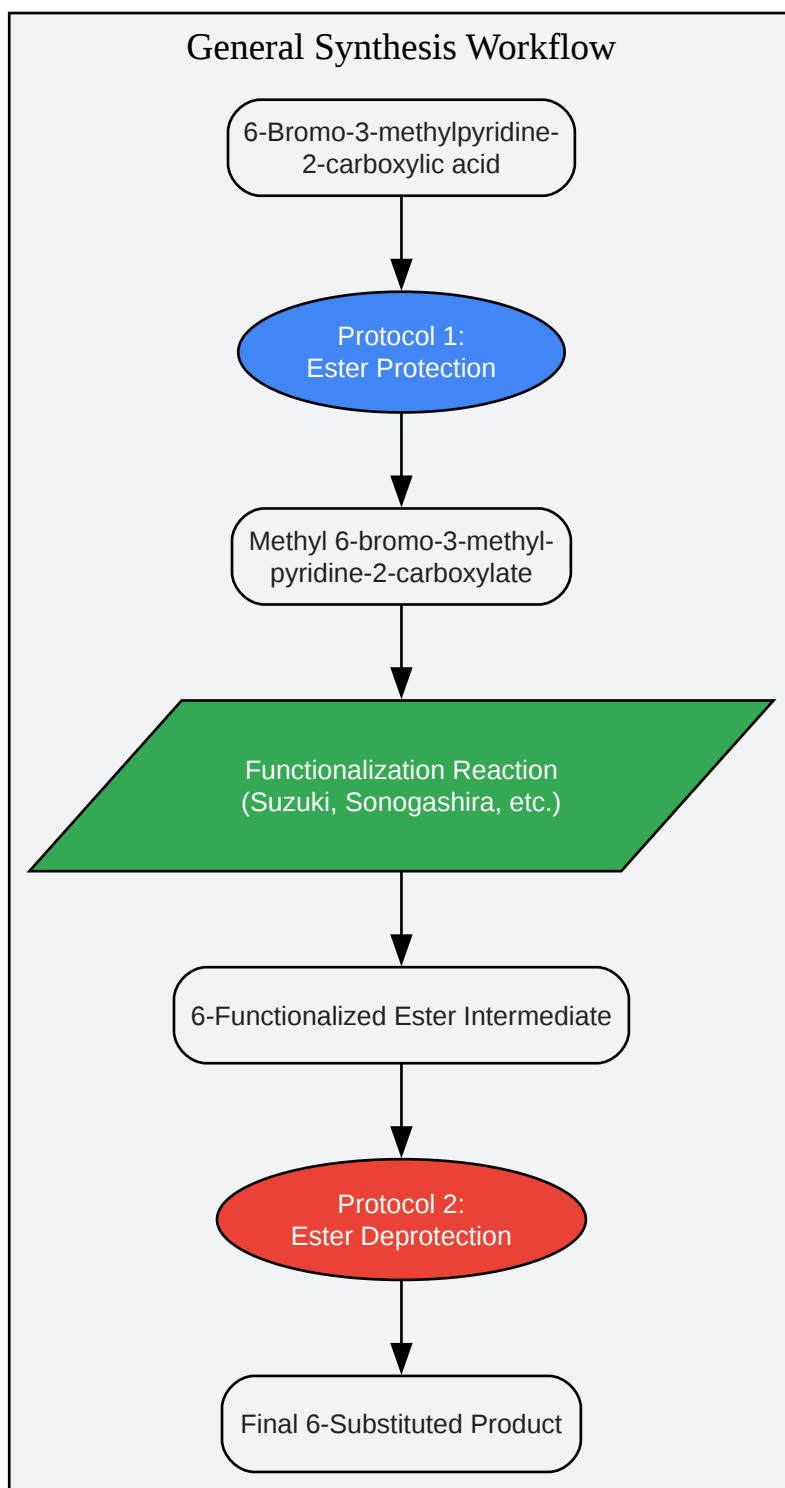 General Synthesis Workflow
6-Bromo-3-methylpyridine-
2-carboxylic acid
Protocol 1:
Ester Protection
Methyl 6-bromo-3-methyl-
pyridine-2-carboxylate
Functionalization Reaction
(Suzuki, Sonogashira, etc.)
6-Functionalized Ester Intermediate
Protocol 2:
Ester Deprotection
Final 6-Substituted Product